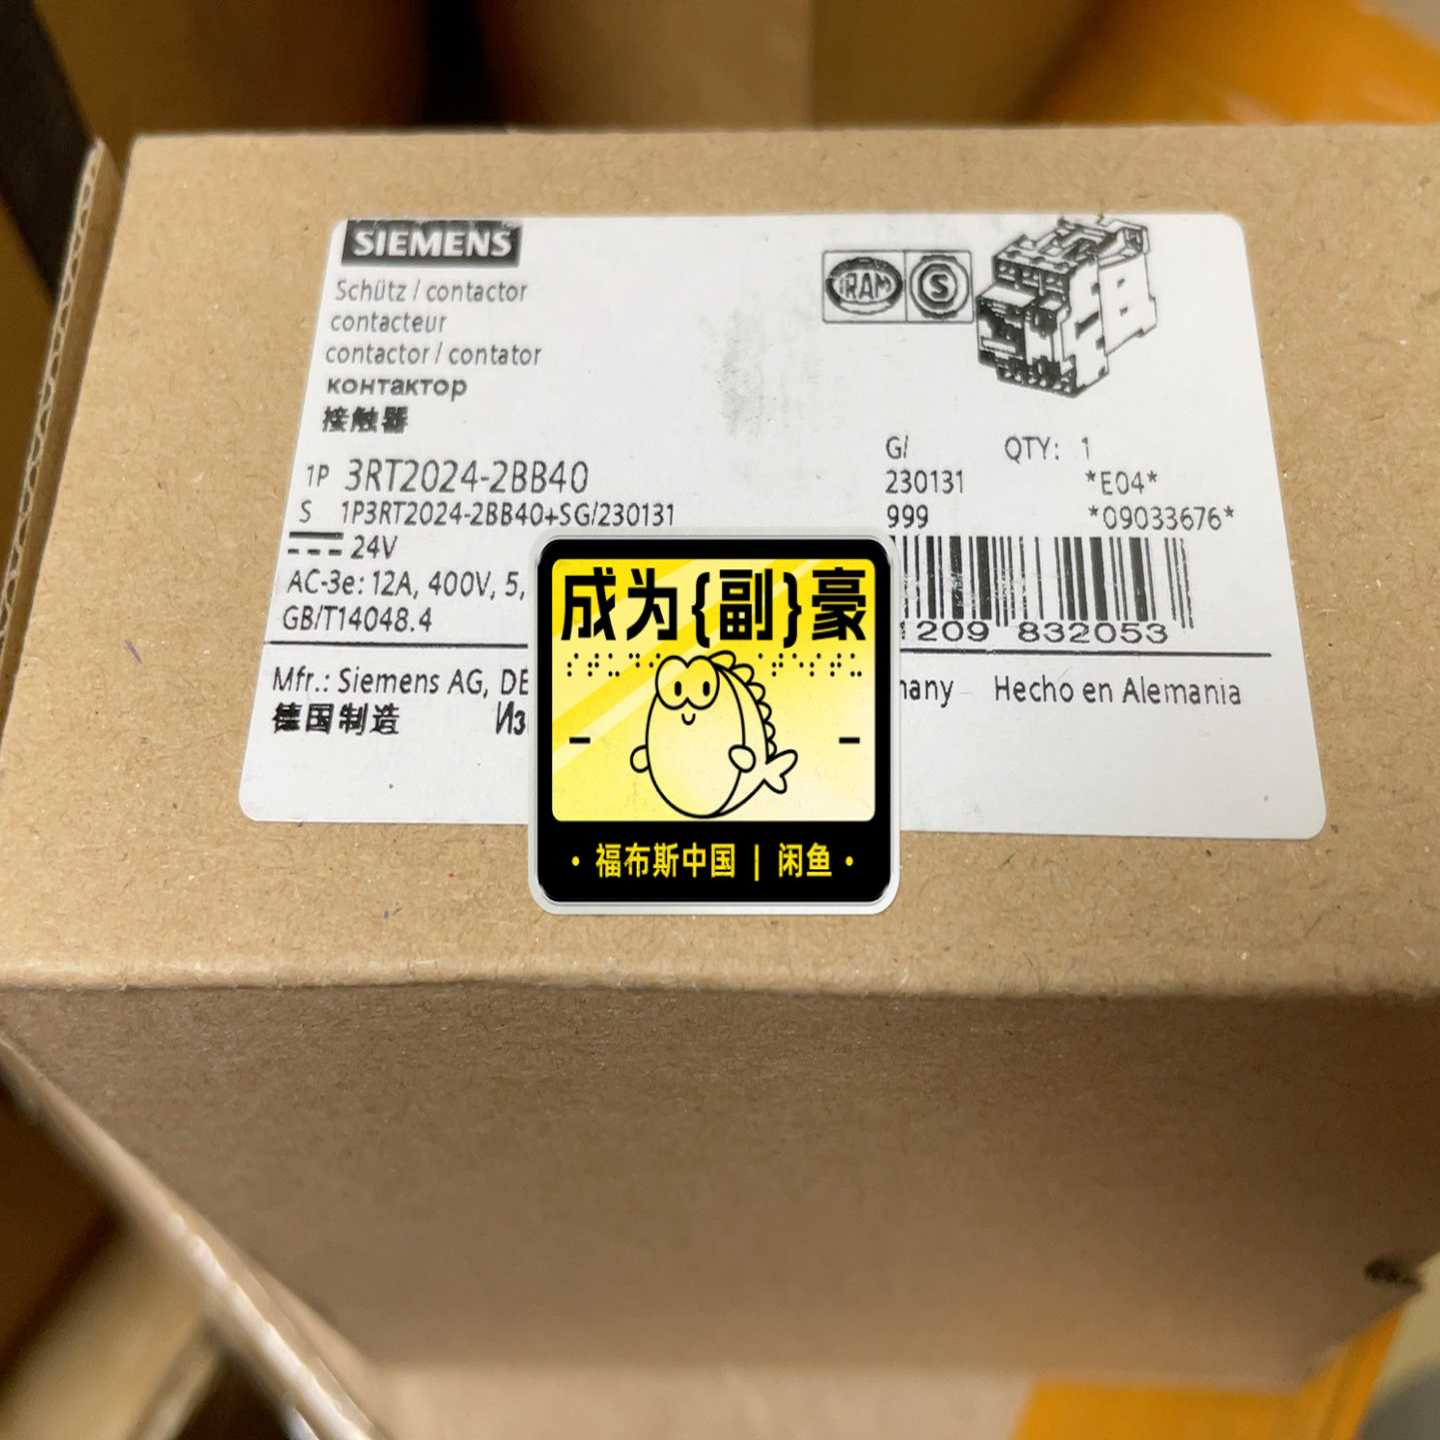 SIEMENS
Schütz / contactor
contacteur
contactor / contator
контактор
接触器
IRAM S
1P 3RT2024-2BB40
S 1P3RT2024-2BB40+SG/230131
24V
AC-3e: 12A, 400V, 5,
GB/T14048.4
G/ QTY: 1
230131 *E04*
999 *09033676*
209 832053
Mfr.: Siemens AG, DE
Hecho en Alemania
德国制造
成为{副}豪
福布斯中国 | 闲鱼